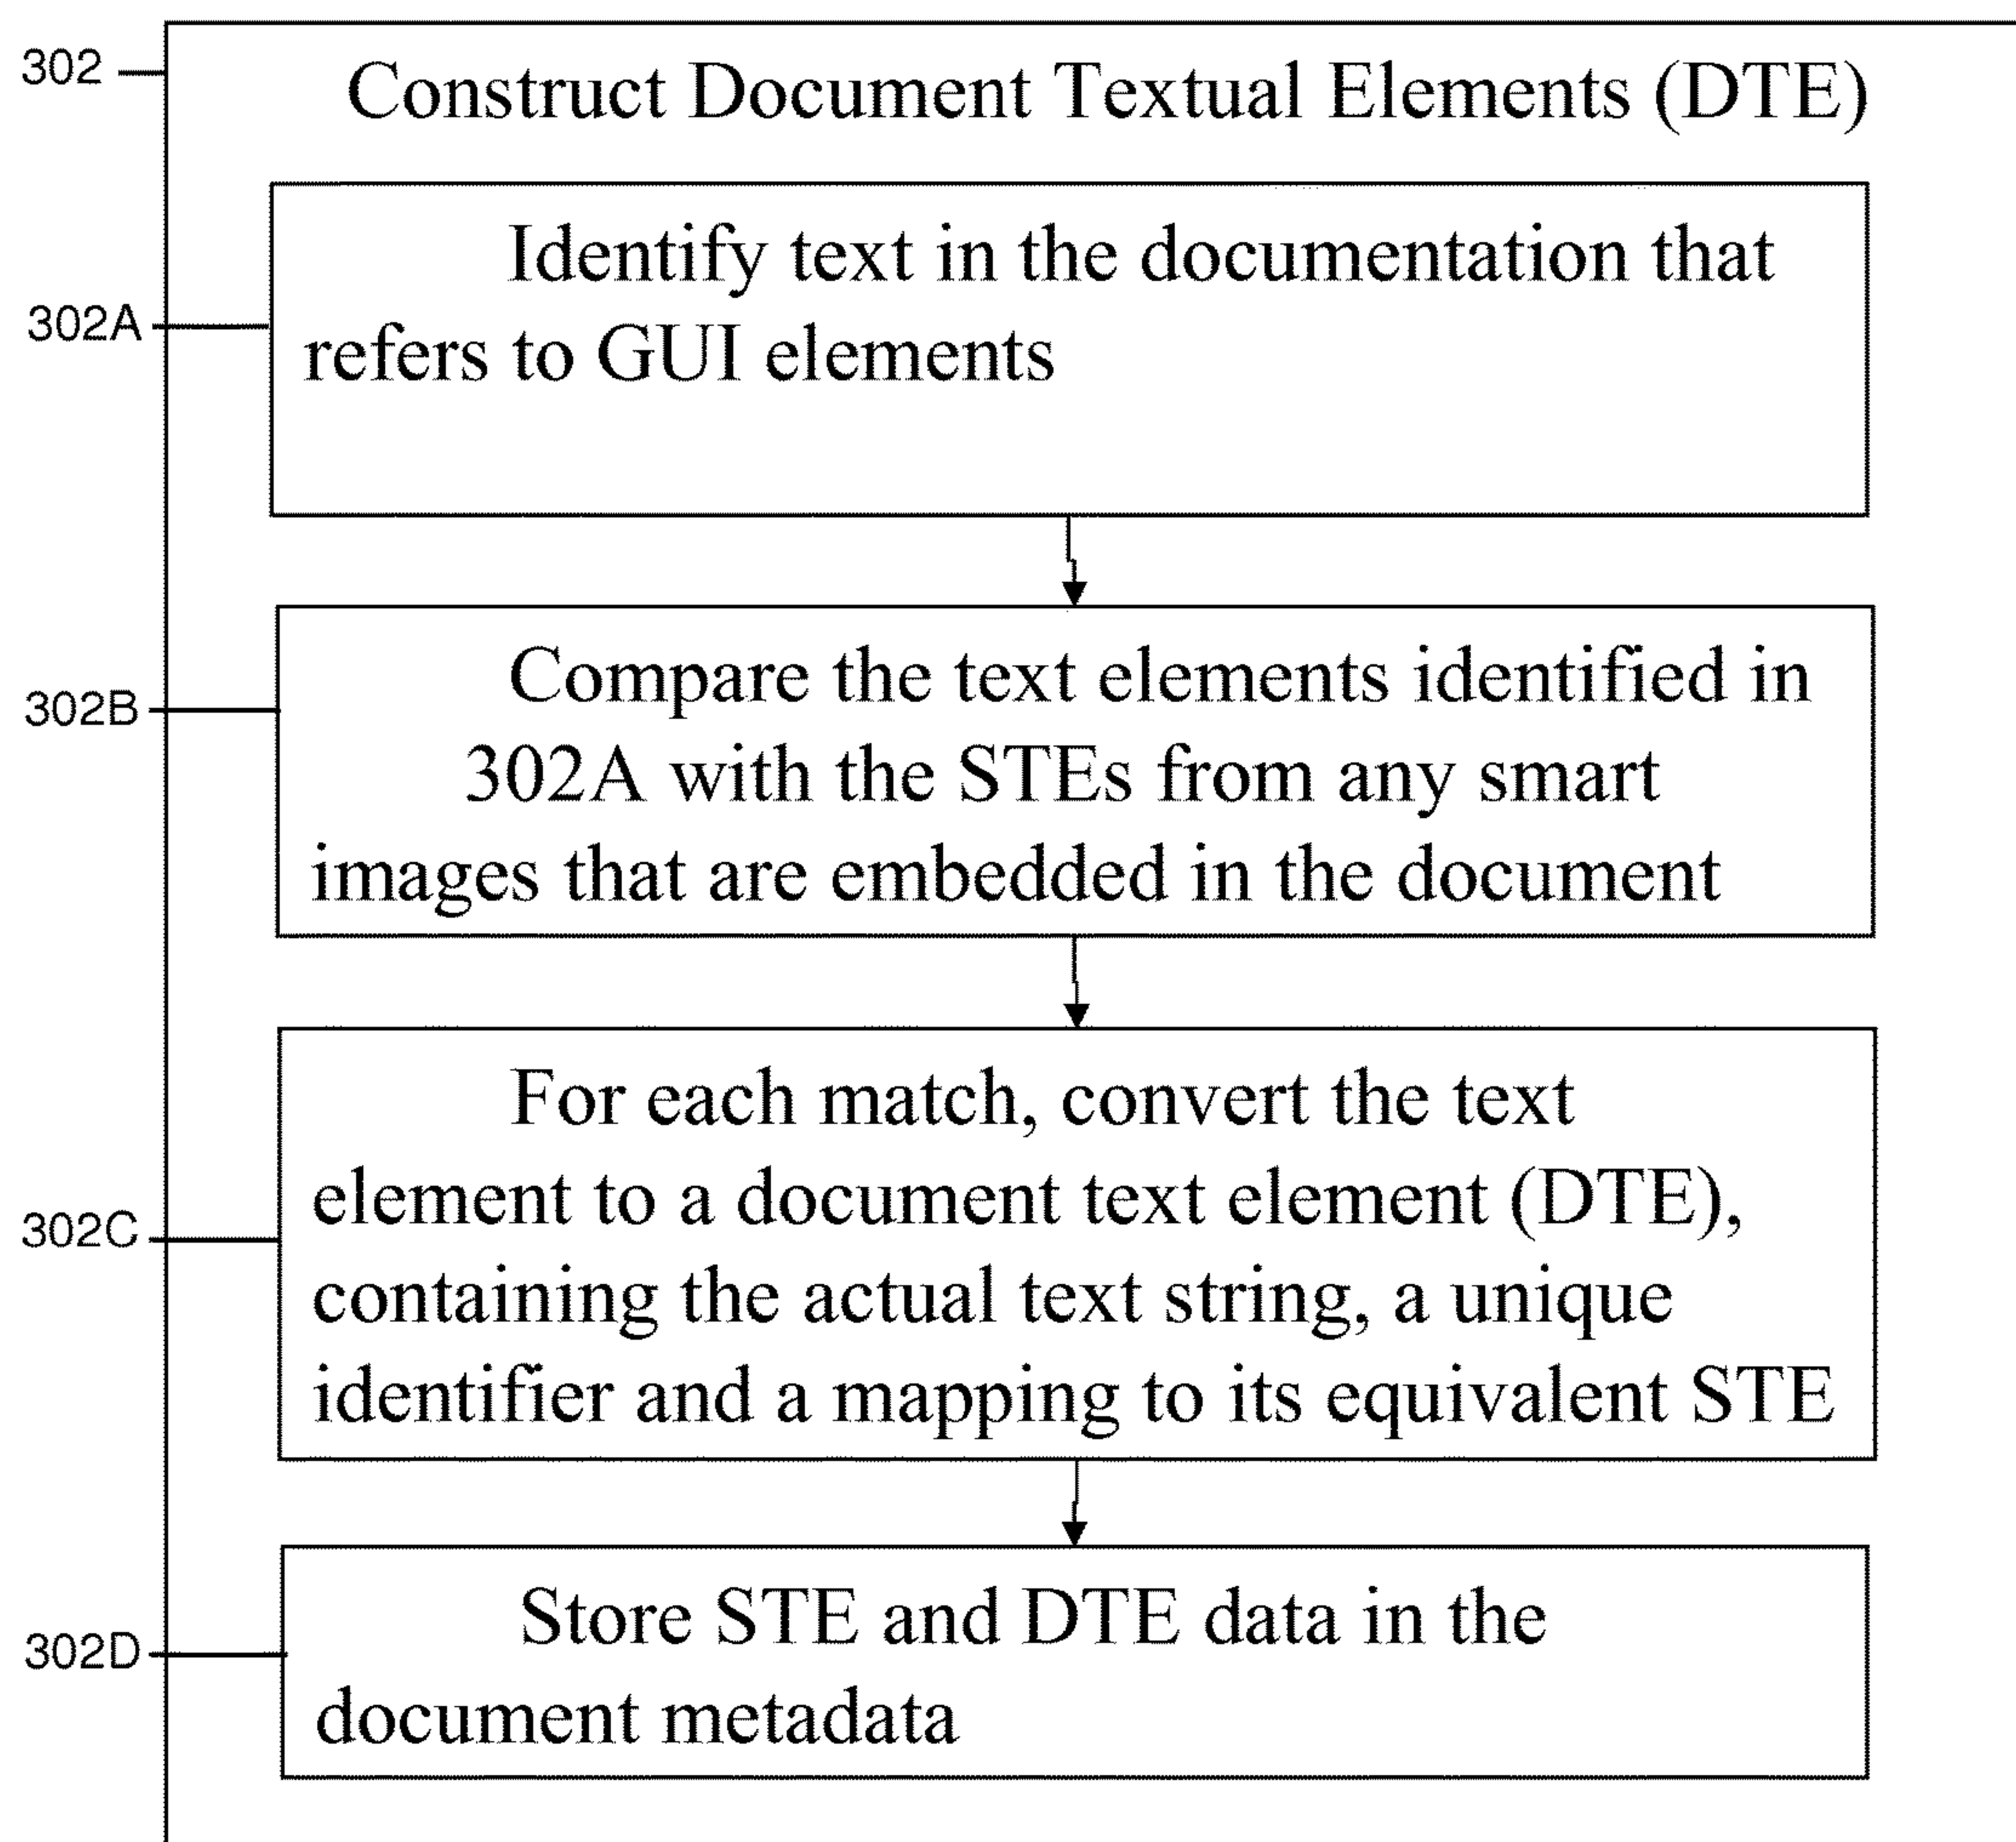 302
Construct Document Textual Elements (DTE)
302A
Identify text in the documentation that
refers to GUI elements
302B
Compare the text elements identified in
302A with the STEs from any smart
images that are embedded in the document
302C
For each match, convert the text
element to a document text element (DTE),
containing the actual text string, a unique
identifier and a mapping to its equivalent STE
302D
Store STE and DTE data in the
document metadata